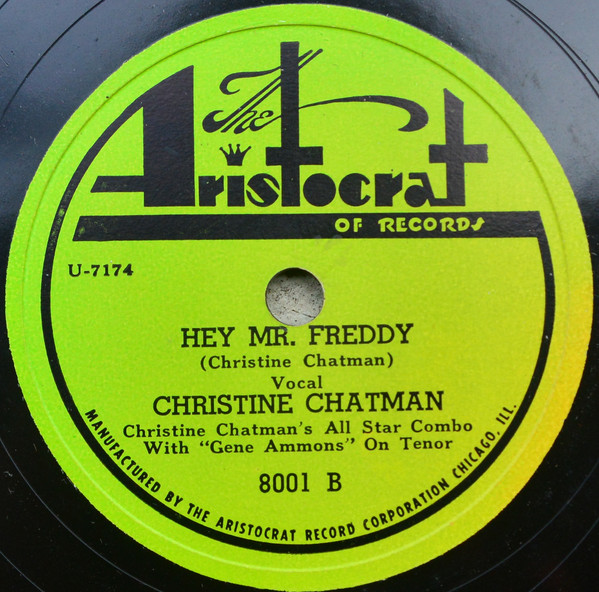 The
Aristocrat
OF RECORDS
U-7174
HEY MR. FREDDY
(Christine Chatman)
Vocal
CHRISTINE CHATMAN
Christine Chatman's All Star Combo
With "Gene Ammons" On Tenor
8001 B
MANUFACTURED BY THE ARISTOCRAT RECORD CORPORATION CHICAGO, ILL.